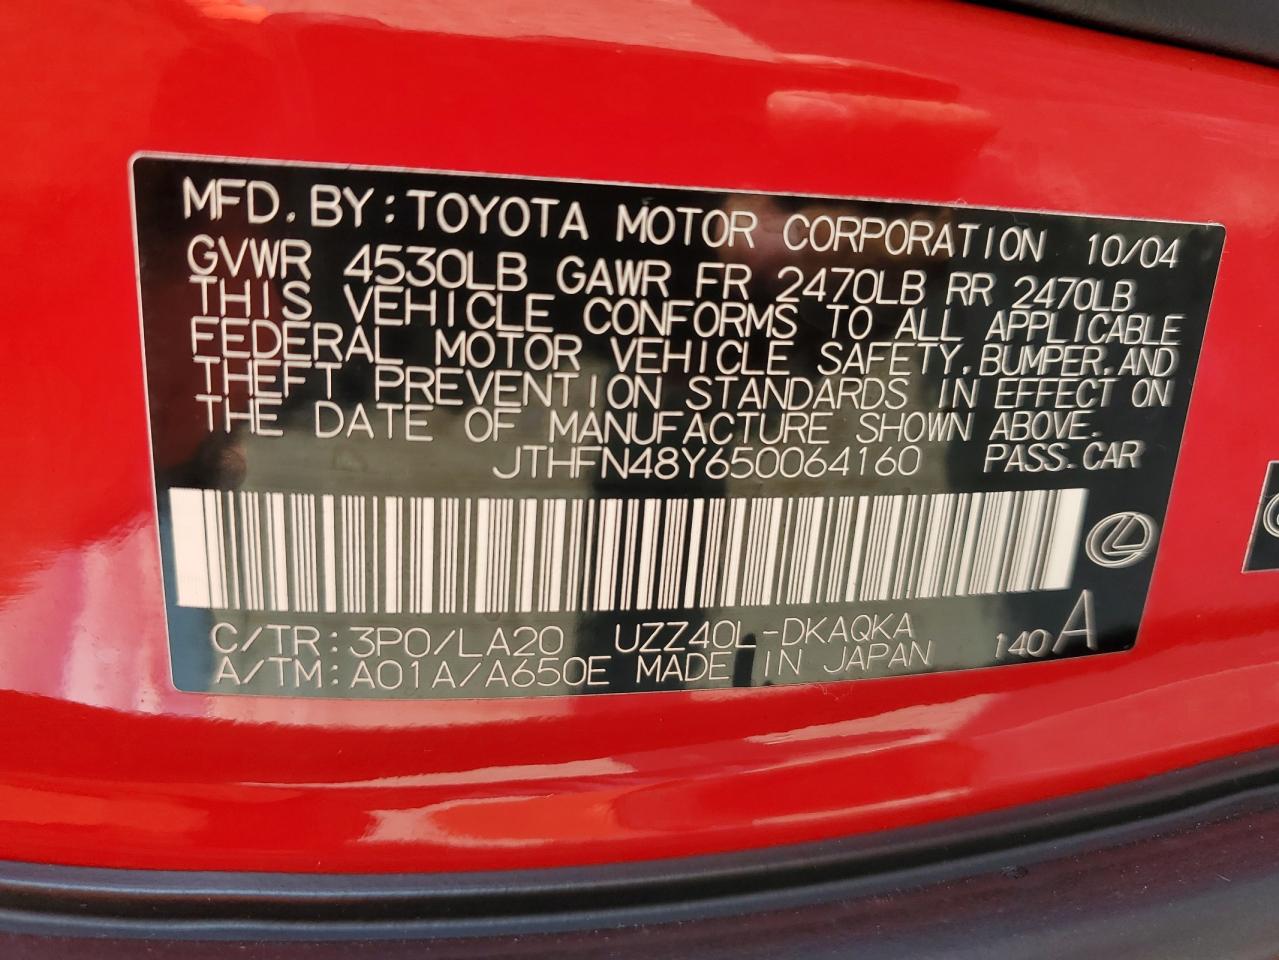 MFD. BY: TOYOTA MOTOR CORPORATION 10/04
GVWR 4530LB GAWR FR 2470LB RR 2470LB
THIS VEHICLE CONFORMS TO ALL APPLICABLE
FEDERAL MOTOR VEHICLE SAFETY, BUMPER, AND
THEFT PREVENTION STANDARDS IN EFFECT ON
THE DATE OF MANUFACTURE SHOWN ABOVE.
JTHFN48Y650064160 PASS. CAR
C/TR: 3P0/LA20 UZZ40L-DKAQKA 140 A
A/TM: A01A/A650E MADE IN JAPAN